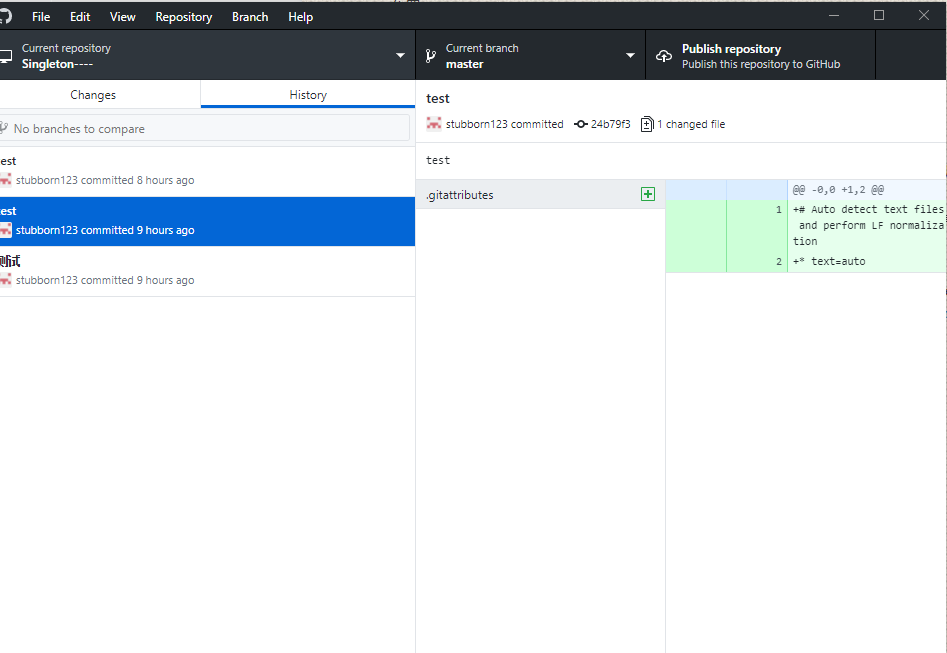 File Edit View Repository Branch Help
Current repository
Singleton----
Current branch
master
Publish repository
Publish this repository to GitHub
Changes
History
No branches to compare
est
stubborn123 committed 8 hours ago
est
stubborn123 committed 9 hours ago
测试
stubborn123 committed 9 hours ago
test
stubborn123 committed 24b79f3 1 changed file
test
.gitattributes
@@ -0,0 +1,2 @@
1 +# Auto detect text files
and perform LF normaliza
tion
2 +* text=auto